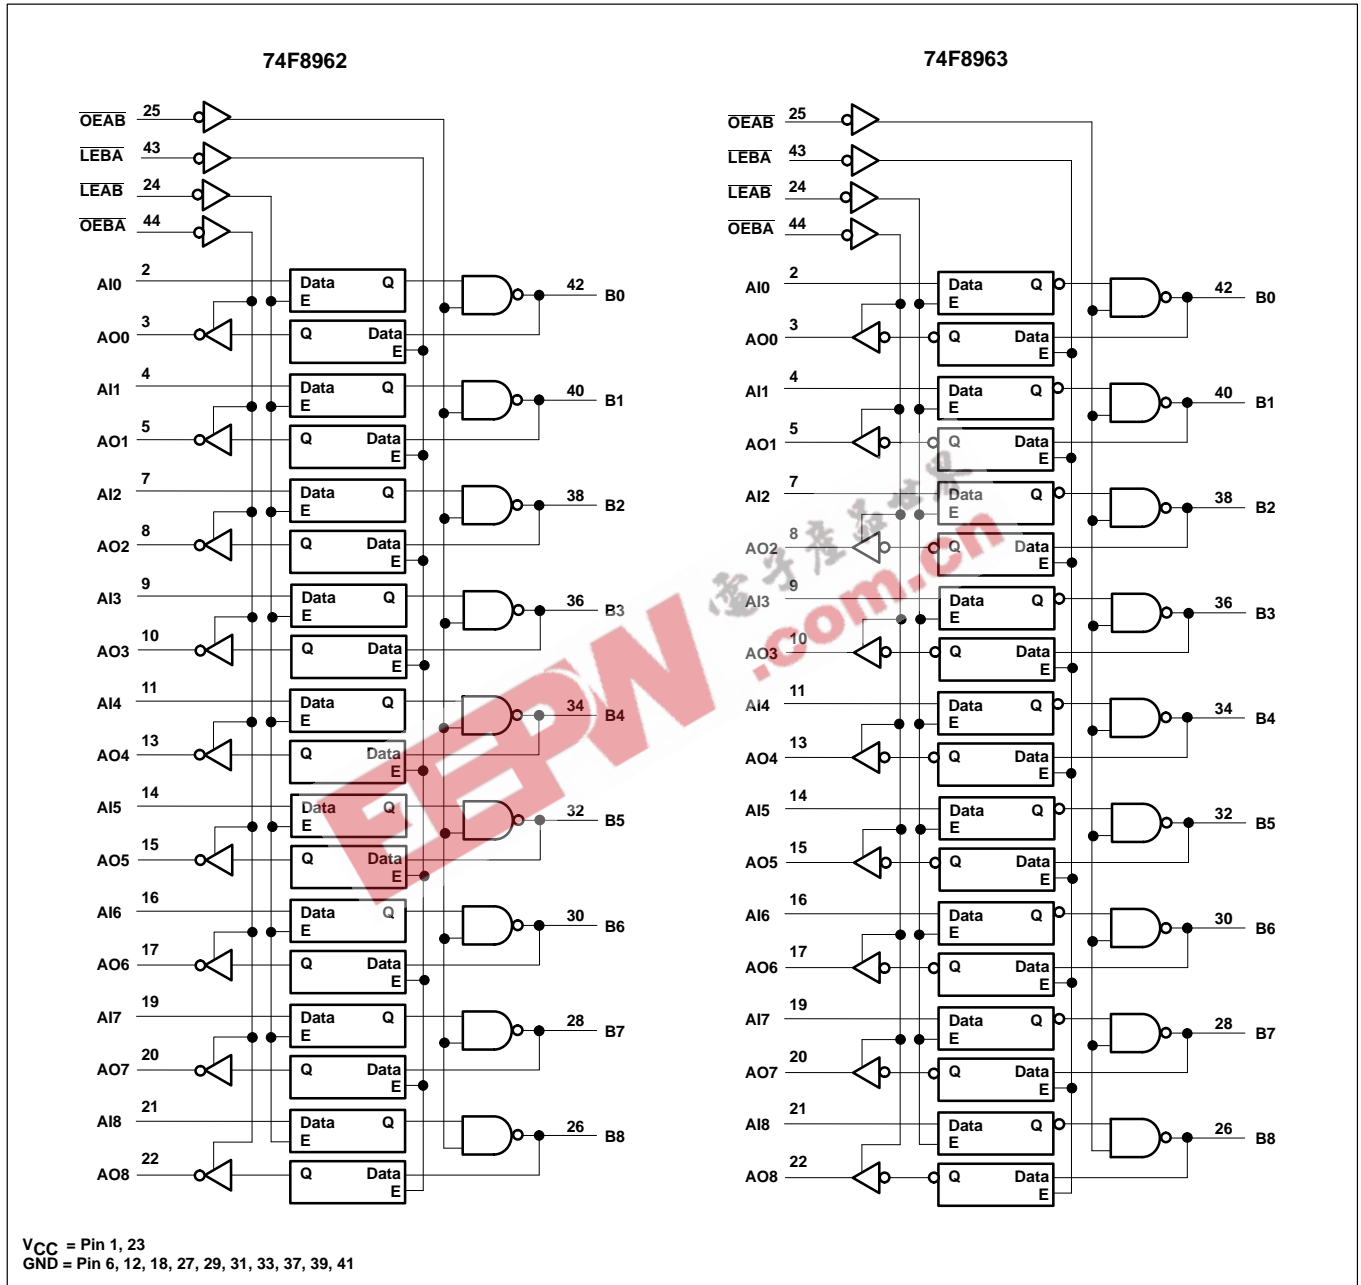 74F8962
74F8963
OEAB 25
LEBA 43
LEAB 24
OEBA 44
AI0 2 Data Q 42 B0
E
AO0 3 Q Data
E
AI1 4 Data Q 40 B1
E
AO1 5 Q Data
E
AI2 7 Data Q 38 B2
E
AO2 8 Q Data
E
AI3 9 Data Q 36 B3
E
AO3 10 Q Data
E
AI4 11 Data Q 34 B4
E
AO4 13 Q Data
E
AI5 14 Data Q 32 B5
E
AO5 15 Q Data
E
AI6 16 Data Q 30 B6
E
AO6 17 Q Data
E
AI7 19 Data Q 28 B7
E
AO7 20 Q Data
E
AI8 21 Data Q 26 B8
E
AO8 22 Q Data
E
OEAB 25
LEBA 43
LEAB 24
OEBA 44
AI0 2 Data Q 42 B0
E
AO0 3 Q Data
E
AI1 4 Data Q 40 B1
E
AO1 5 Q Data
E
AI2 7 Data Q 38 B2
E
AO2 8 Q Data
E
AI3 9 Data Q 36 B3
E
AO3 10 Q Data
E
AI4 11 Data Q 34 B4
E
AO4 13 Q Data
E
AI5 14 Data Q 32 B5
E
AO5 15 Q Data
E
AI6 16 Data Q 30 B6
E
AO6 17 Q Data
E
AI7 19 Data Q 28 B7
E
AO7 20 Q Data
E
AI8 21 Data Q 26 B8
E
AO8 22 Q Data
E
EEPW .com.cn
電子產品世界
VCC = Pin 1, 23
GND = Pin 6, 12, 18, 27, 29, 31, 33, 37, 39, 41